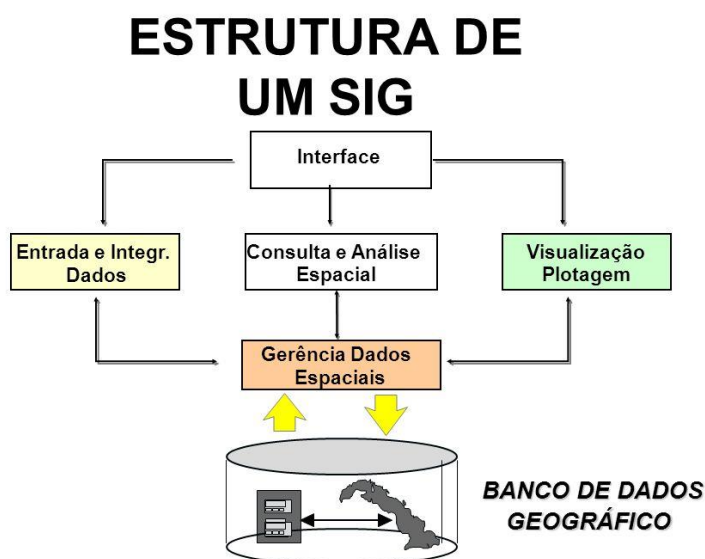 ESTRUTURA DE
UM SIG
Interface
Entrada e Integr.
Dados
Consulta e Análise
Espacial
Visualização
Plotagem
Gerência Dados
Espaciais
BANCO DE DADOS
GEOGRÁFICO